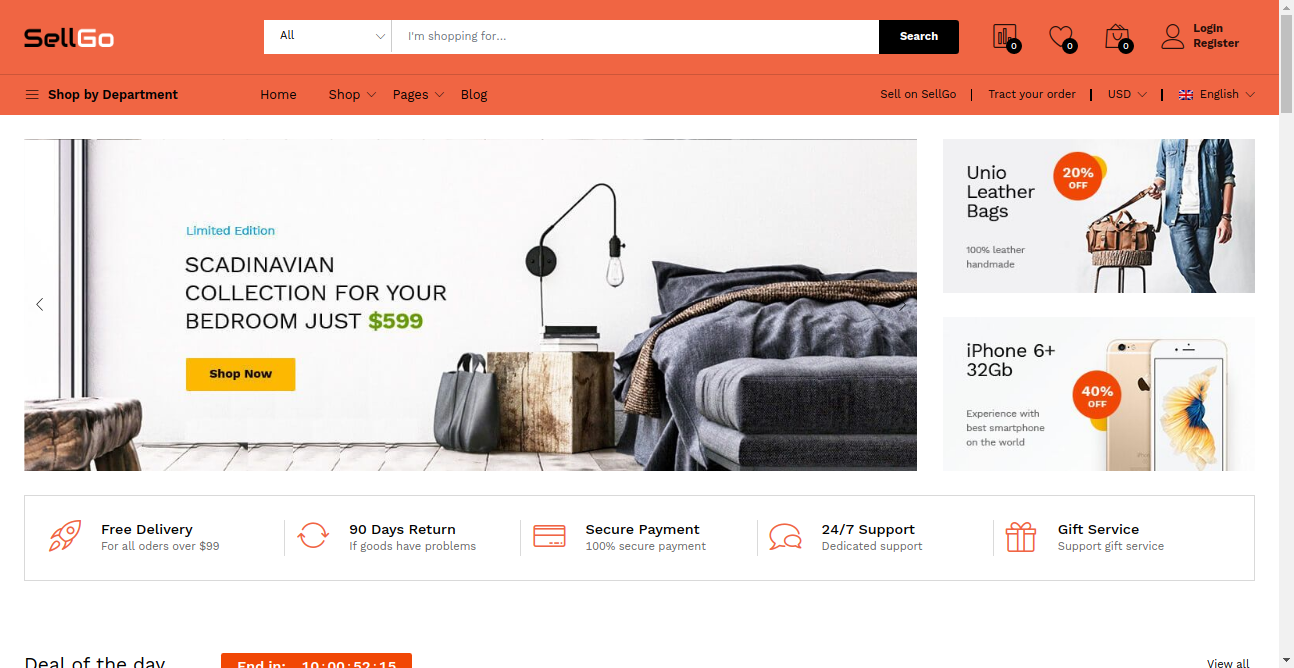 SellGo
All
I'm shopping for...
Search
0
0
0
Login
Register
Shop by Department
Home
Shop
Pages
Blog
Sell on SellGo
Tract your order
USD
English
Limited Edition
SCADINAVIAN
COLLECTION FOR YOUR
BEDROOM JUST $599
Shop Now
Unio
Leather
Bags
20%
OFF
100% leather
handmade
iPhone 6+
32Gb
40%
OFF
Experience with
best smartphone
on the world
Free Delivery
For all oders over $99
90 Days Return
If goods have problems
Secure Payment
100% secure payment
24/7 Support
Dedicated support
Gift Service
Support gift service
Deal of the day
End in: 10:00:52:15
View all